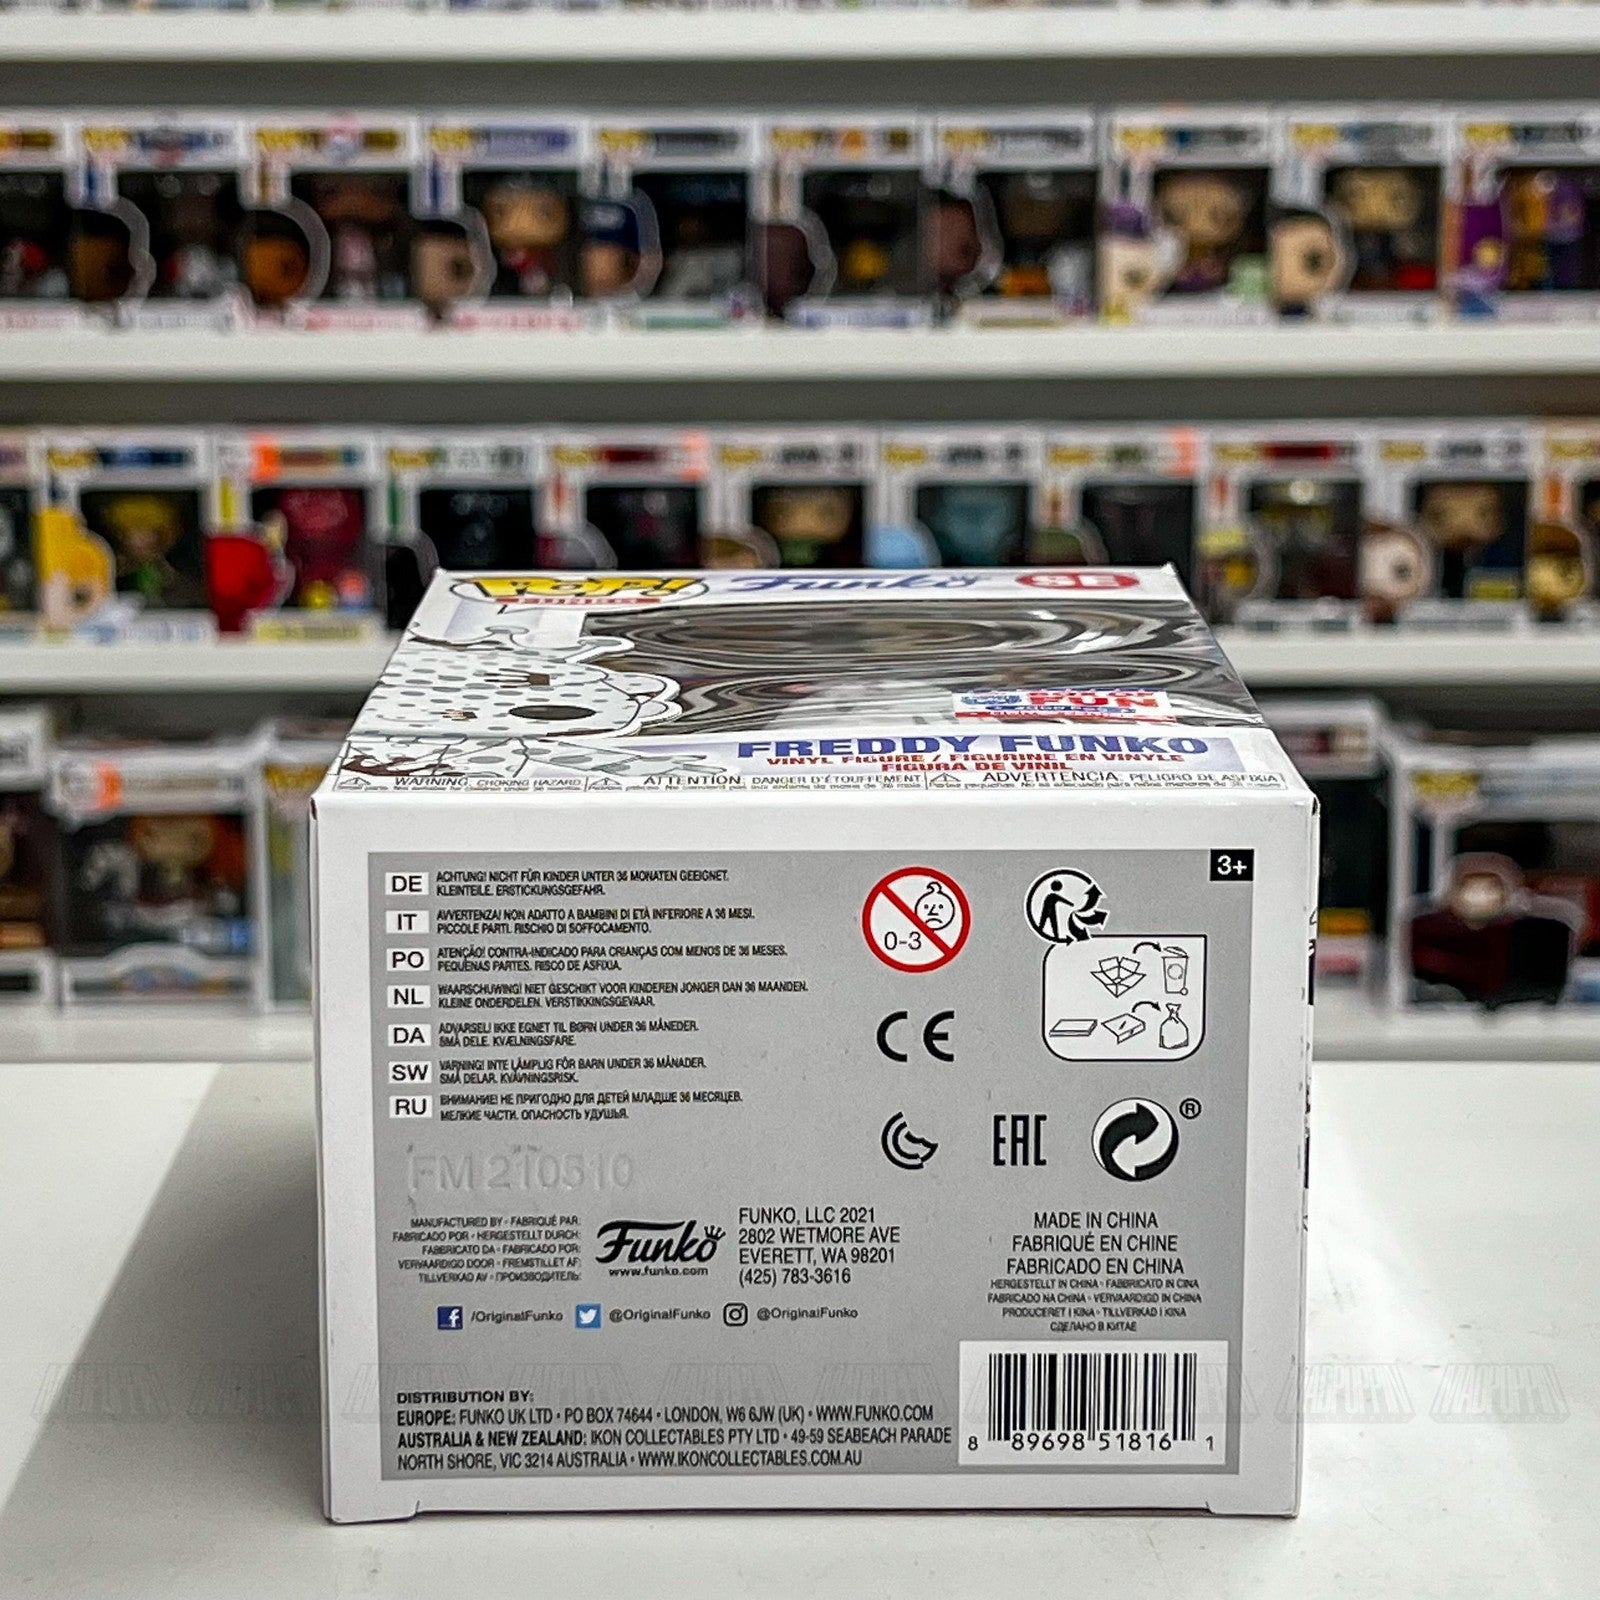 POP!
FUNKO
Funko
SE
FUN
FREDDY FUNKO
VINYL FIGURE / FIGURINE EN VINYLE
FIGURA DE VINIL
WARNING: CHOKING HAZARD
ATTENTION: DANGER D'ÉTOUFFEMENT
ADVERTENCIA: PELIGRO DE ASFIXIA
3+
DE
ACHTUNG! NICHT FÜR KINDER UNTER 36 MONATEN GEEIGNET.
KLEINTEILE. ERSTICKUNGSGEFAHR.
IT
AVVERTENZA! NON ADATTO A BAMBINI DI ETÀ INFERIORE A 36 MESI.
PICCOLE PARTI. RISCHIO DI SOFFOCAMENTO.
PO
ATENÇÃO! CONTRA-INDICADO PARA CRIANÇAS COM MENOS DE 36 MESES.
PEQUENAS PARTES. RISCO DE ASFIXIA.
NL
WAARSCHUWING! NIET GESCHIKT VOOR KINDEREN JONGER DAN 36 MAANDEN.
KLEINE ONDERDELEN. VERSTIKKINGSGEVAAR.
DA
ADVARSEL! IKKE EGNET TIL BØRN UNDER 36 MÅNEDER.
SMÅ DELE. KVÆLNINGSFARE.
SW
VARNING! INTE LÄMPLIG FÖR BARN UNDER 36 MÅNADER.
SMÅ DELAR. KVÄVNINGSRISK.
RU
ВНИМАНИЕ! НЕ ПРИГОДНО ДЛЯ ДЕТЕЙ МЛАДШЕ 36 МЕСЯЦЕВ.
МЕЛКИЕ ЧАСТИ. ОПАСНОСТЬ УДУШЬЯ.
0-3
CE
EAC
®
FM 210510
MANUFACTURED BY • FABRIQUÉ PAR:
FABRICADO POR • HERGESTELLT DURCH:
FABBRICATO DA • FABRICADO POR:
VERVAARDIGD DOOR • FREMSTILLET AF:
TILLVERKAD AV • ПРОИЗВОДИТЕЛЬ:
Funko
www.funko.com
FUNKO, LLC 2021
2802 WETMORE AVE
EVERETT, WA 98201
(425) 783-3616
MADE IN CHINA
FABRIQUÉ EN CHINE
FABRICADO EN CHINA
HERGESTELLT IN CHINA • FABBRICATO IN CINA
FABRICADO NA CHINA • VERVAARDIGD IN CHINA
PRODUCERET I KINA • TILLVERKAD I KINA
СДЕЛАНО В КИТАЕ
/OriginalFunko @OriginalFunko @OriginalFunko
DISTRIBUTION BY:
EUROPE: FUNKO UK LTD • PO BOX 74644 • LONDON, W6 6JW (UK) • WWW.FUNKO.COM
AUSTRALIA & NEW ZEALAND: IKON COLLECTABLES PTY LTD • 49-59 SEABEACH PARADE
NORTH SHORE, VIC 3214 AUSTRALIA • WWW.IKONCOLLECTABLES.COM.AU
8 89698 51816 1